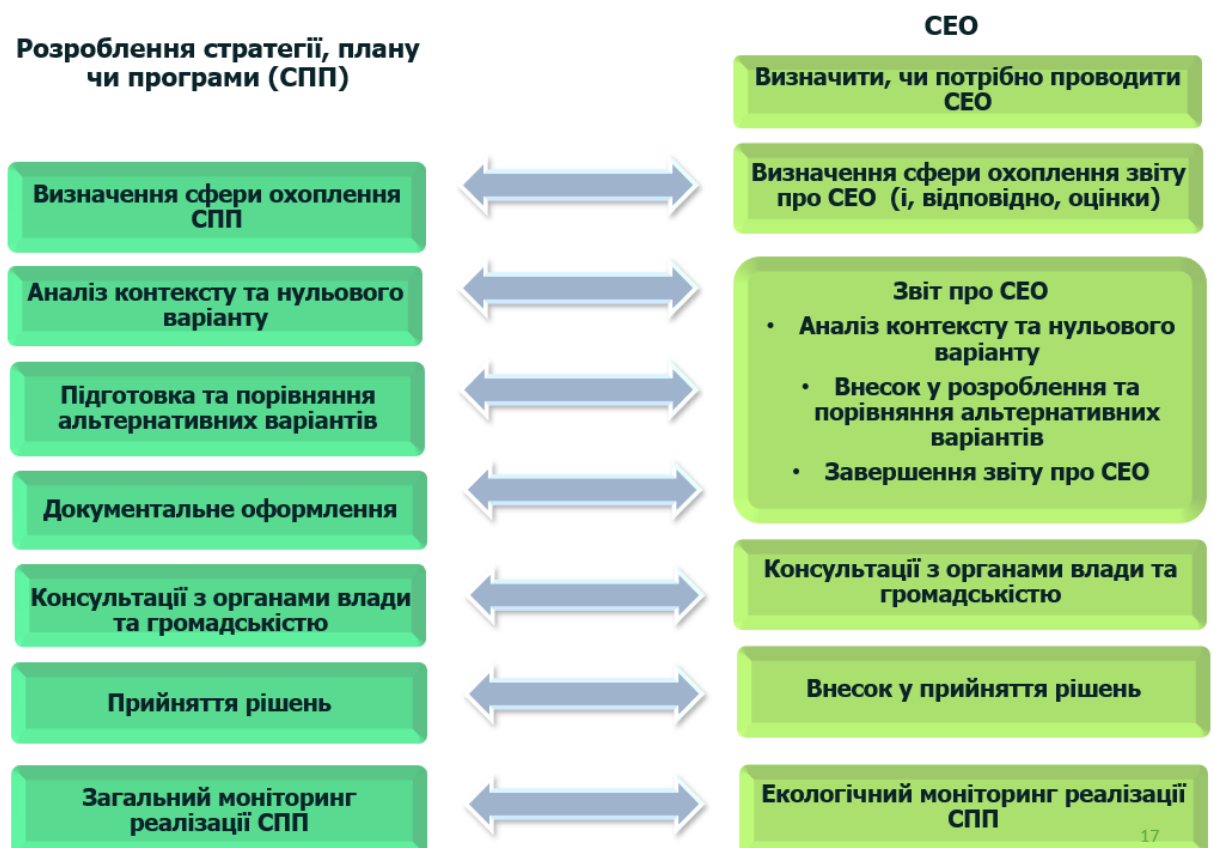 Розроблення стратегії, плану
чи програми (СПП)
СЕО
Визначити, чи потрібно проводити
СЕО
Визначення сфери охоплення
СПП
Визначення сфери охоплення звіту
про СЕО (і, відповідно, оцінки)
Аналіз контексту та нульового
варіанту
Підготовка та порівняння
альтернативних варіантів
Документальне оформлення
Звіт про СЕО
• Аналіз контексту та нульового
варіанту
• Внесок у розроблення та
порівняння альтернативних
варіантів
• Завершення звіту про СЕО
Консультації з органами влади
та громадськістю
Консультації з органами влади та
громадськістю
Прийняття рішень
Внесок у прийняття рішень
Загальний моніторинг
реалізації СПП
Екологічний моніторинг реалізації
СПП
17